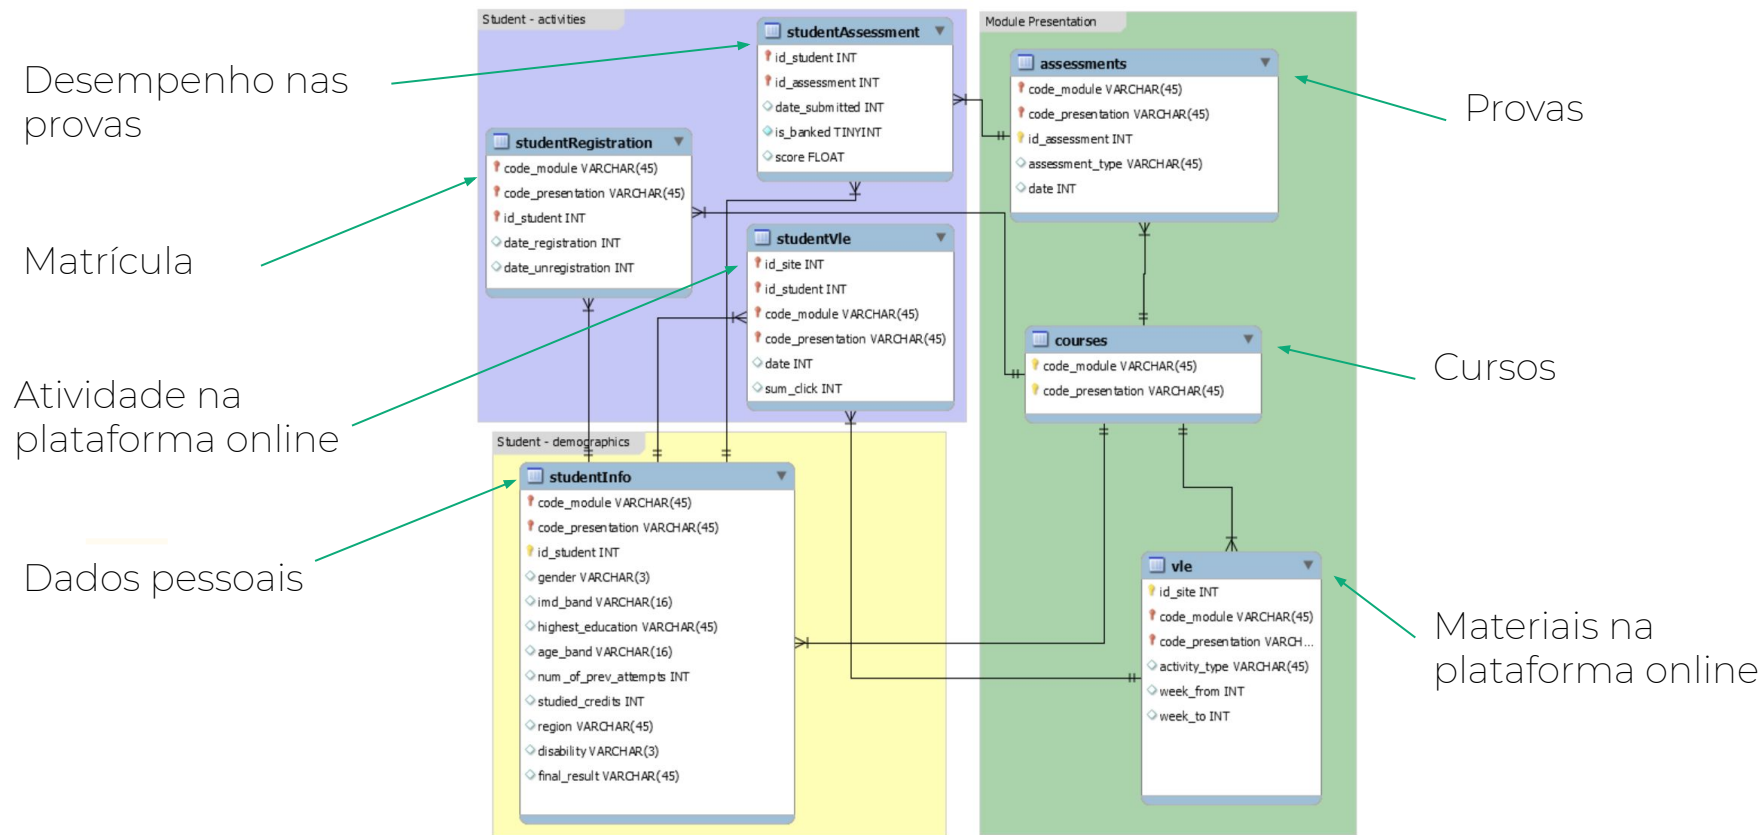 Desempenho nas
provas
Matrícula
Atividade na
plataforma online
Dados pessoais
Student - activities
studentAssessment
id_student INT
id_assessment INT
date_submitted INT
is_banked TINYINT
score FLOAT
studentRegistration
code_module VARCHAR(45)
code_presentation VARCHAR(45)
id_student INT
date_registration INT
date_unregistration INT
studentVle
id_site INT
id_student INT
code_module VARCHAR(45)
code_presentation VARCHAR(45)
date INT
sum_click INT
Student - demographics
studentInfo
code_module VARCHAR(45)
code_presentation VARCHAR(45)
id_student INT
gender VARCHAR(3)
imd_band VARCHAR(16)
highest_education VARCHAR(45)
age_band VARCHAR(16)
num_of_prev_attempts INT
studied_credits INT
region VARCHAR(45)
disability VARCHAR(3)
final_result VARCHAR(45)
Module Presentation
assessments
code_module VARCHAR(45)
code_presentation VARCHAR(45)
id_assessment INT
assessment_type VARCHAR(45)
date INT
courses
code_module VARCHAR(45)
code_presentation VARCHAR(45)
vle
id_site INT
code_module VARCHAR(45)
code_presentation VARCH...
activity_type VARCHAR(45)
week_from INT
week_to INT
Provas
Cursos
Materiais na
plataforma online